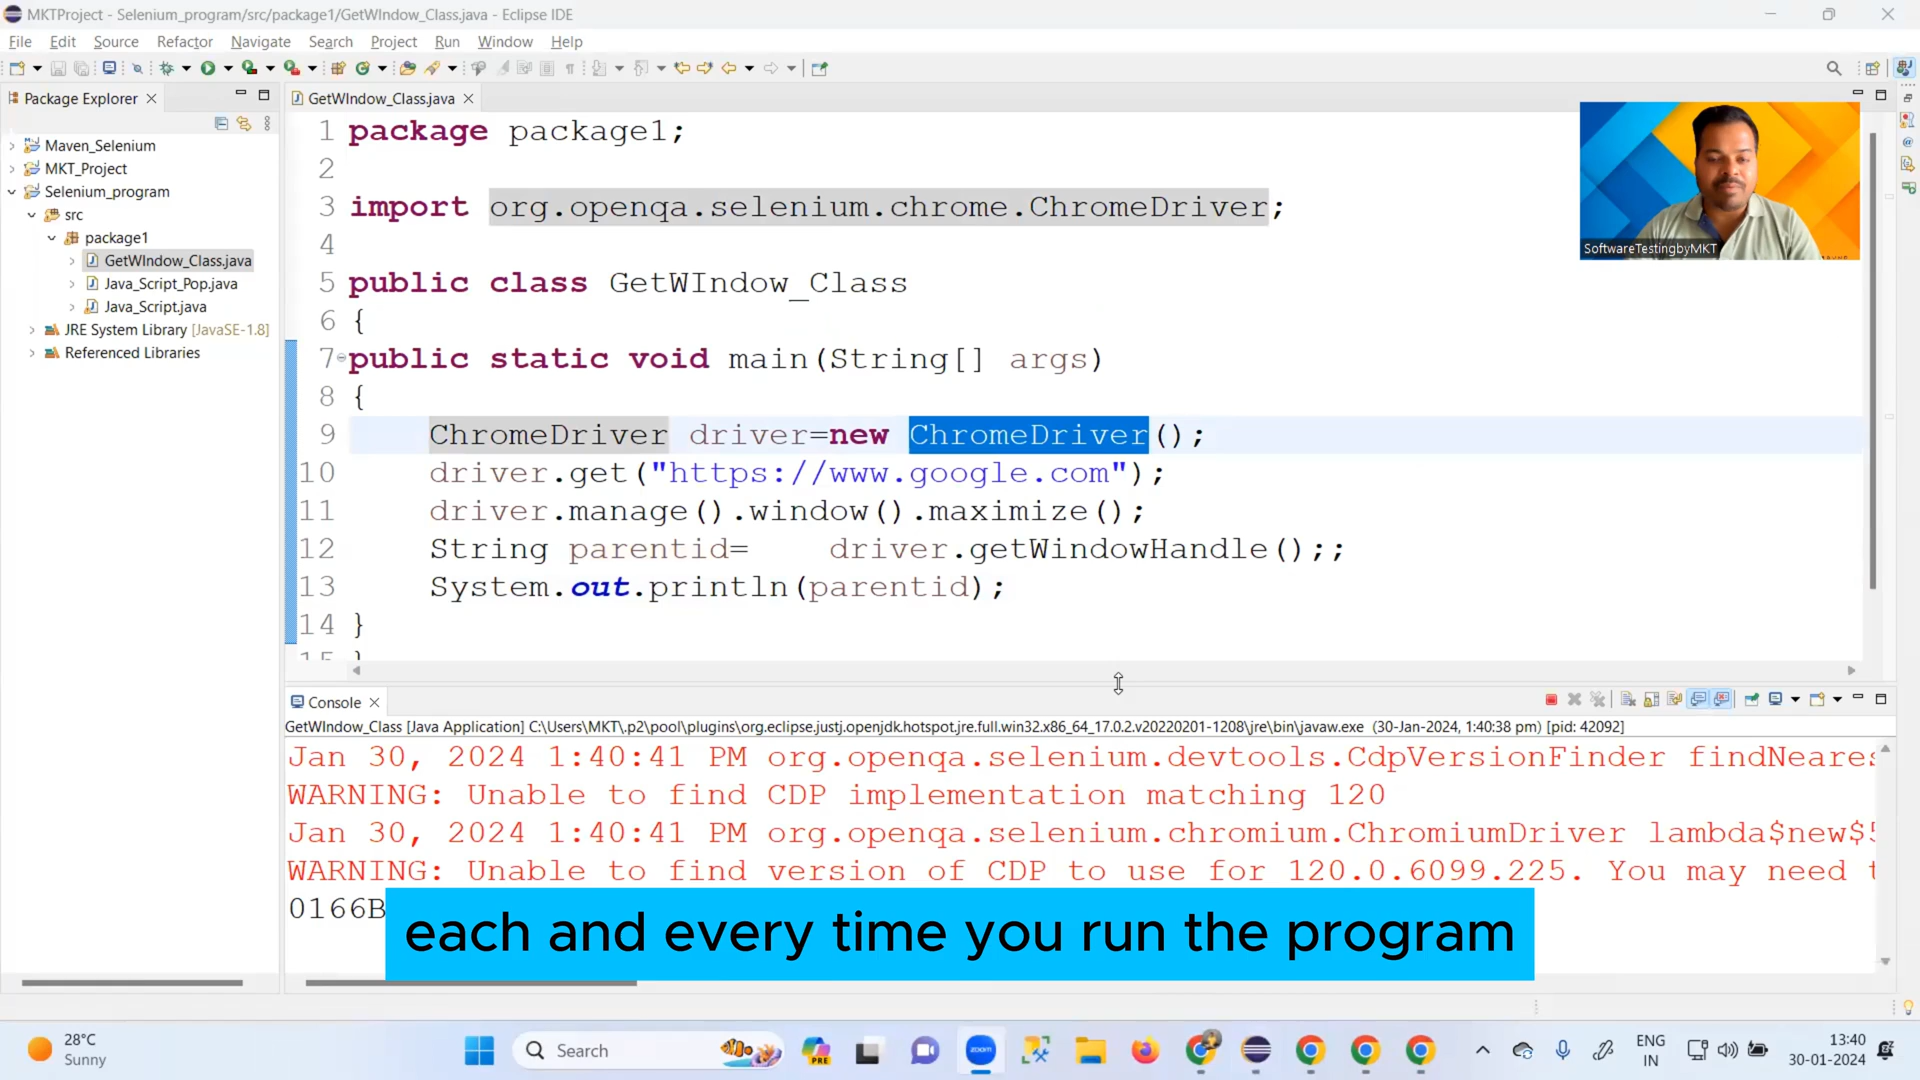 MKTProject - Selenium_program/src/package1/GetWIndow_Class.java - Eclipse IDE
File Edit Source Refactor Navigate Search Project Run Window Help
Package Explorer
Maven_Selenium
MKT_Project
Selenium_program
src
package1
GetWIndow_Class.java
Java_Script_Pop.java
Java_Script.java
JRE System Library [JavaSE-1.8]
Referenced Libraries
GetWIndow_Class.java
1 package package1;
2
3 import org.openqa.selenium.chrome.ChromeDriver;
4
5 public class GetWIndow_Class
6 {
7 public static void main(String[] args)
8 {
9 ChromeDriver driver=new ChromeDriver();
10 driver.get("https://www.google.com");
11 driver.manage().window().maximize();
12 String parentid= driver.getWindowHandle();;
13 System.out.println(parentid);
14 }
15 }
SoftwareTestingbyMKT
Console
GetWIndow_Class [Java Application] C:\Users\MKT\.p2\pool\plugins\org.eclipse.justj.openjdk.hotspot.jre.full.win32.x86_64_17.0.2.v20220201-1208\jre\bin\javaw.exe (30-Jan-2024, 1:40:38 pm) [pid: 42092]
Jan 30, 2024 1:40:41 PM org.openqa.selenium.devtools.CdpVersionFinder findNeares
WARNING: Unable to find CDP implementation matching 120
Jan 30, 2024 1:40:41 PM org.openqa.selenium.chromium.ChromiumDriver lambda$new$5
WARNING: Unable to find version of CDP to use for 120.0.6099.225. You may need t
0166B
each and every time you run the program
28°C
Sunny
Search
PRE
zoom
ENG
IN
13:40
30-01-2024